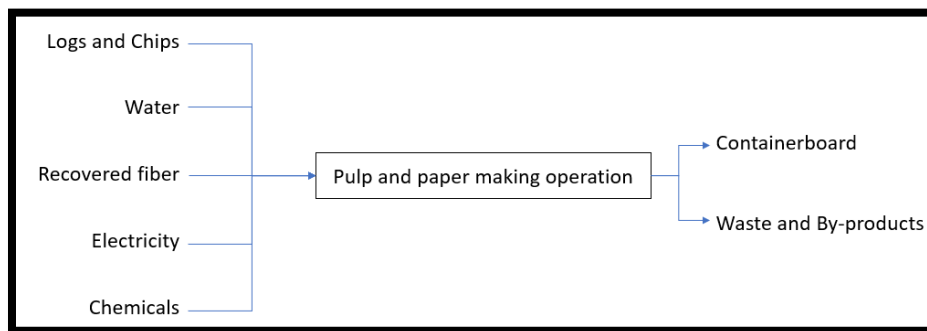 Logs and Chips
Water
Recovered fiber
Electricity
Chemicals
Pulp and paper making operation
Containerboard
Waste and By-products